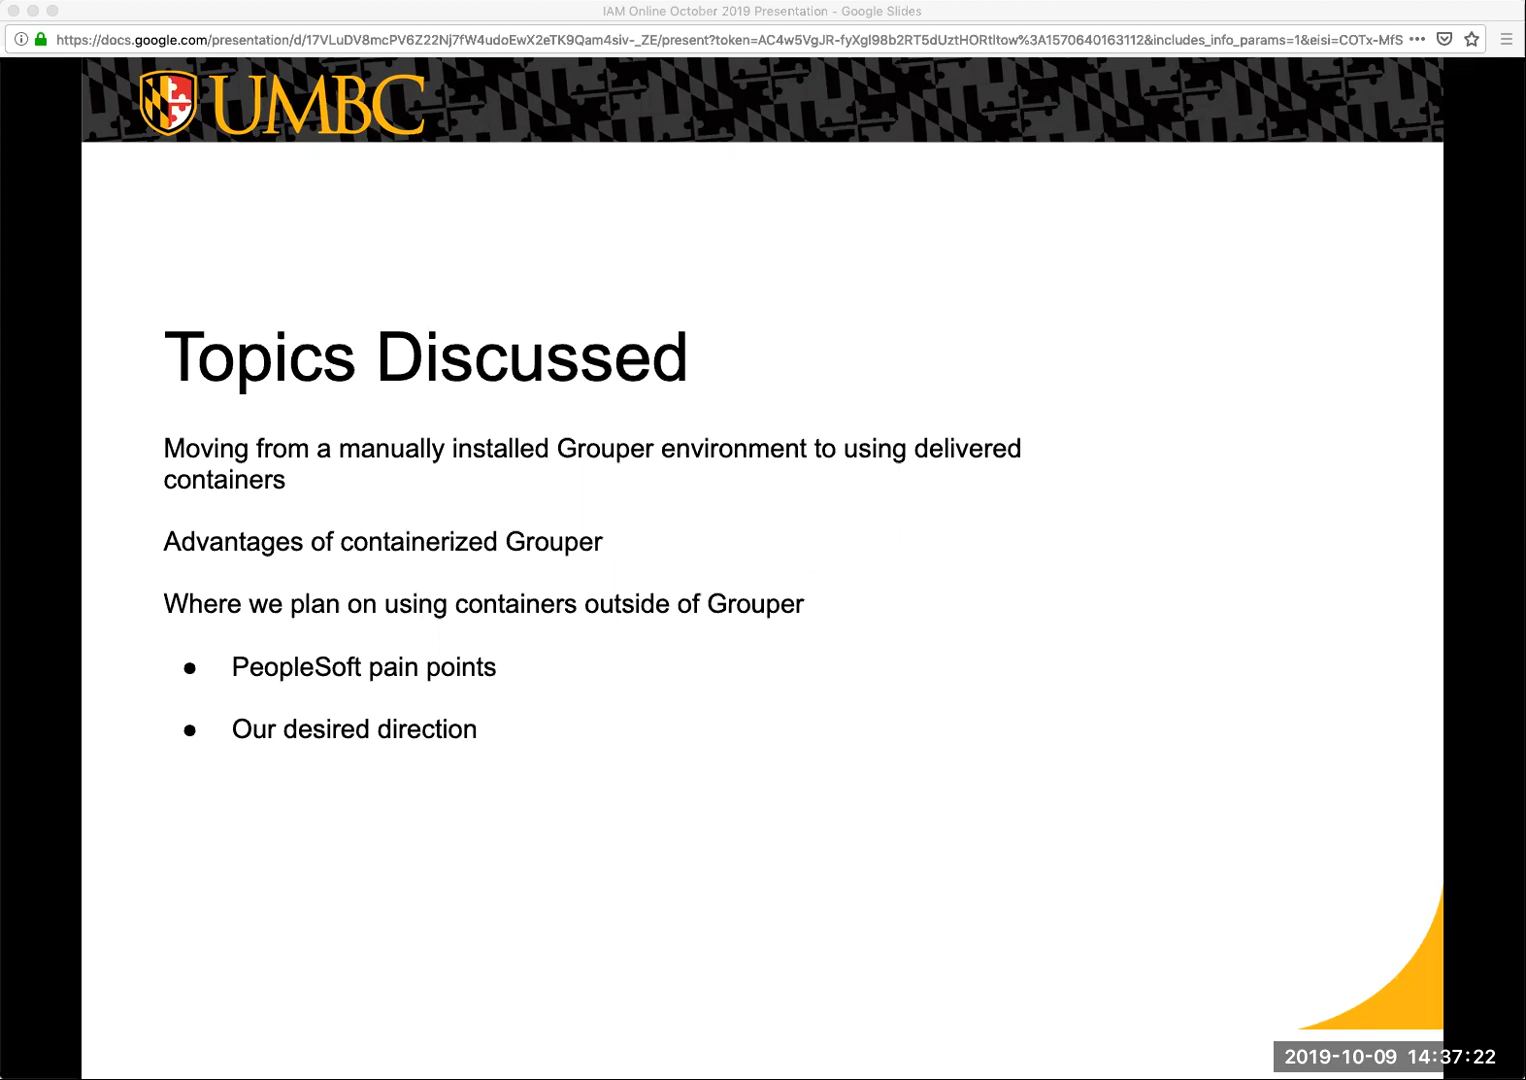 IAM Online October 2019 Presentation - Google Slides
https://docs.google.com/presentation/d/17VLuDV8mcPV6Z22Nj7fW4udoEwX2eTK9Qam4siv-_ZE/present?token=AC4w5VgJR-fyXgl98b2RT5dUztHORtltow%3A1570640163112&includes_info_params=1&eisi=COTx-MfS
UMBC
Topics Discussed
Moving from a manually installed Grouper environment to using delivered
containers
Advantages of containerized Grouper
Where we plan on using containers outside of Grouper
● PeopleSoft pain points
● Our desired direction
2019-10-09 14:37:22